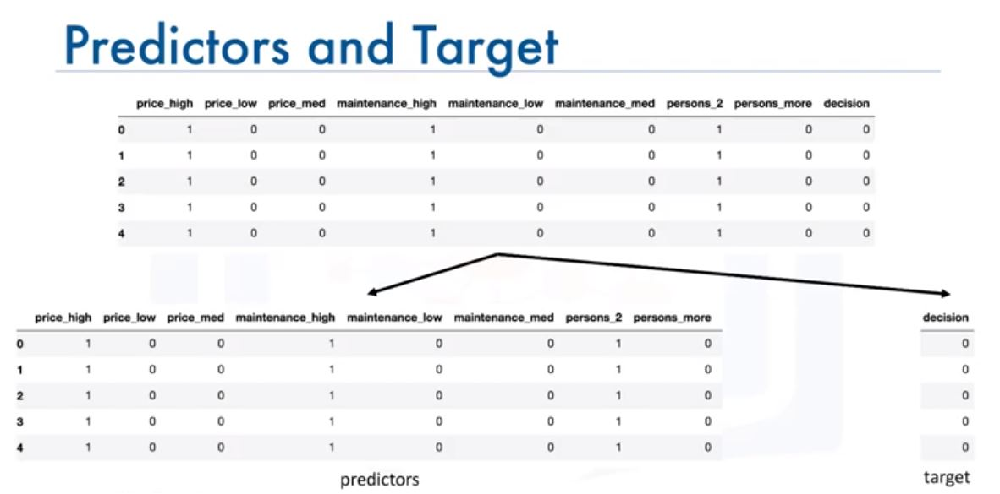 Predictors and Target
price_high price_low price_med maintenance_high maintenance_low maintenance_med persons_2 persons_more decision
0 1 0 0 1 0 0 1 0 0
1 1 0 0 1 0 0 1 0 0
2 1 0 0 1 0 0 1 0 0
3 1 0 0 1 0 0 1 0 0
4 1 0 0 1 0 0 1 0 0
price_high price_low price_med maintenance_high maintenance_low maintenance_med persons_2 persons_more
0 1 0 0 1 0 0 1 0
1 1 0 0 1 0 0 1 0
2 1 0 0 1 0 0 1 0
3 1 0 0 1 0 0 1 0
4 1 0 0 1 0 0 1 0
predictors
decision
0
0
0
0
0
target